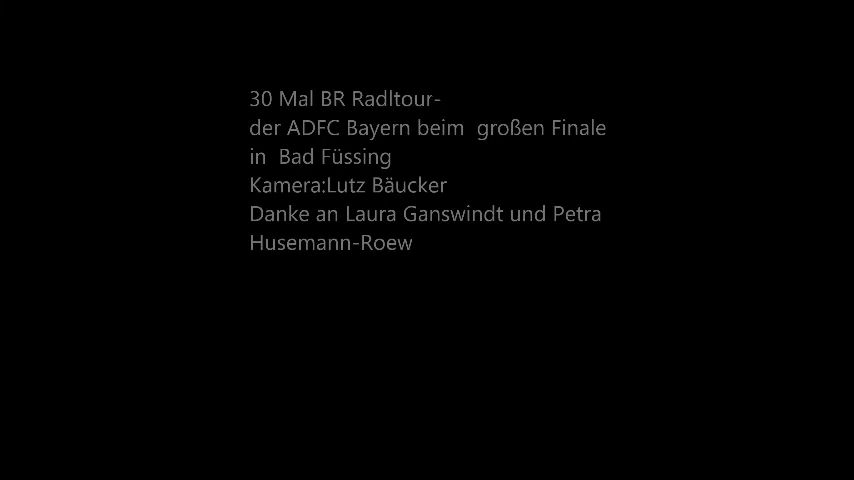 30 Mal BR Radltour-
der ADFC Bayern beim  großen Finale
in  Bad Füssing
Kamera:Lutz Bäucker
Danke an Laura Ganswindt und Petra
Husemann-Roew